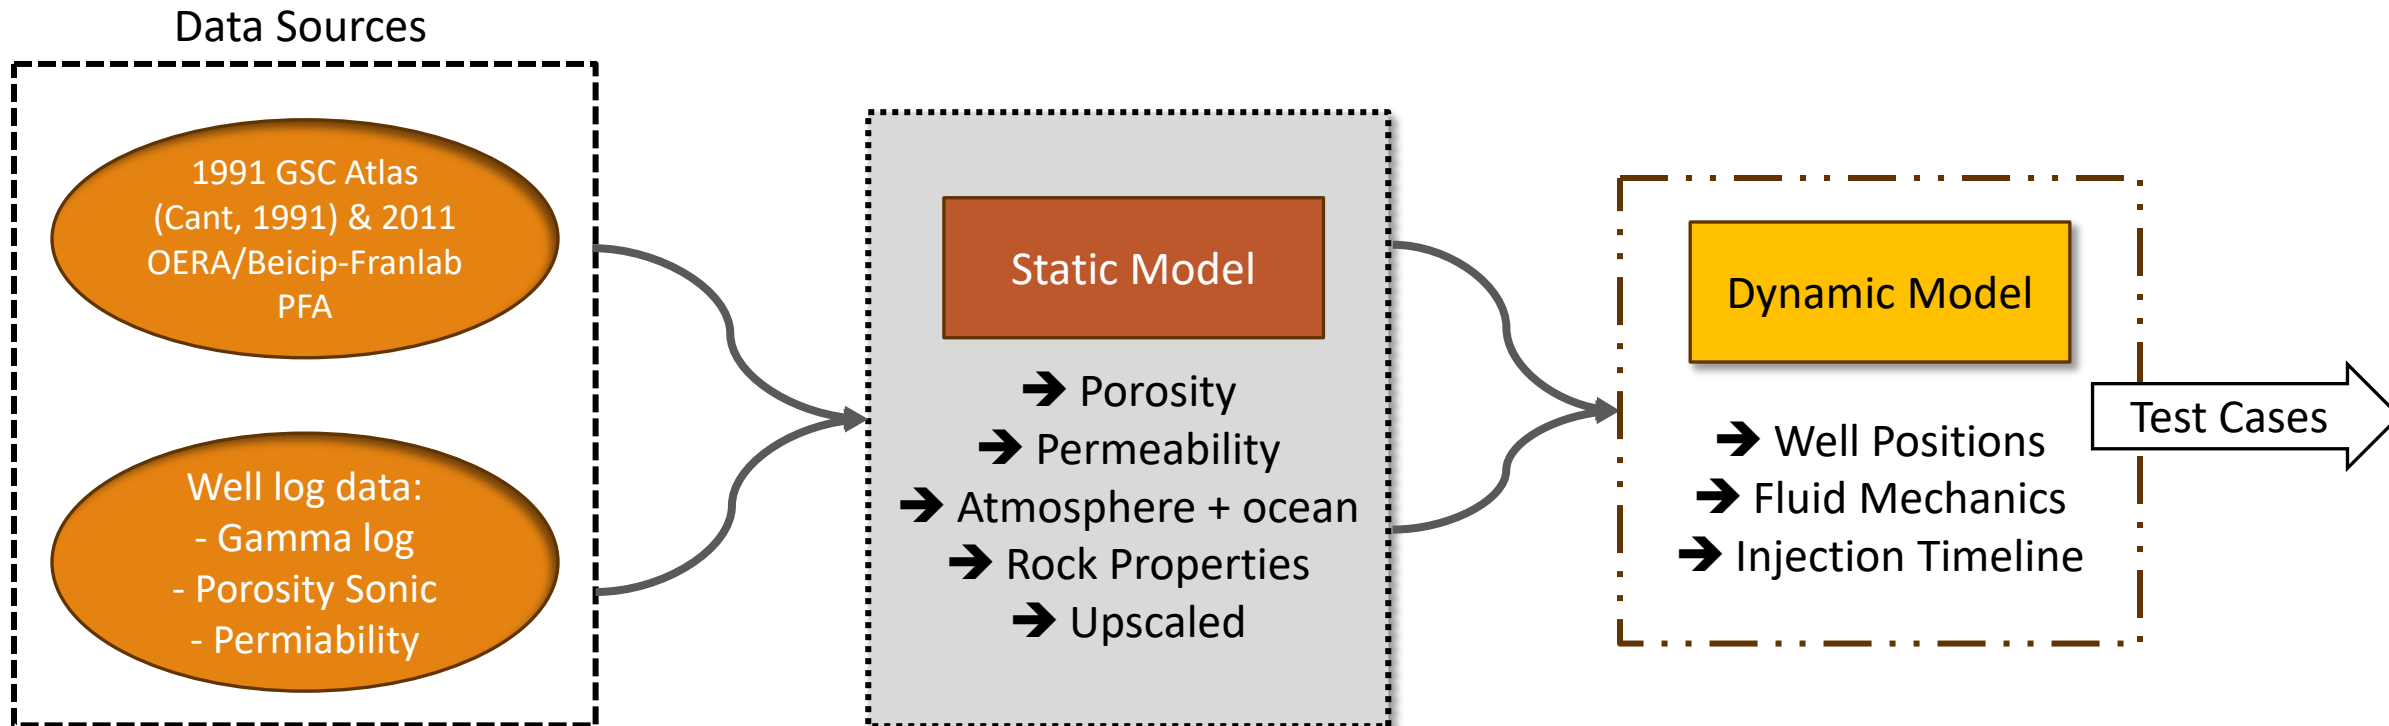 Data Sources
1991 GSC Atlas
(Cant, 1991) & 2011
OERA/Beicip-Franlab
PFA
Well log data:
- Gamma log
- Porosity Sonic
- Permiability
Static Model
➔ Porosity
➔ Permeability
➔ Atmosphere + ocean
➔ Rock Properties
➔ Upscaled
Dynamic Model
➔ Well Positions
➔ Fluid Mechanics
➔ Injection Timeline
Test Cases